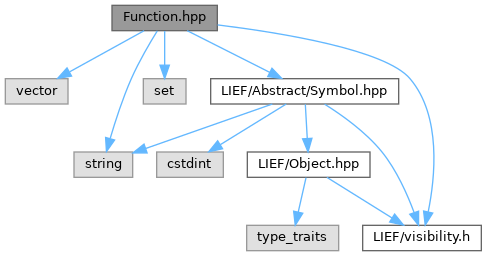 Function.hpp
vector
set
LIEF/Abstract/Symbol.hpp
string
cstdint
LIEF/Object.hpp
type_traits
LIEF/visibility.h